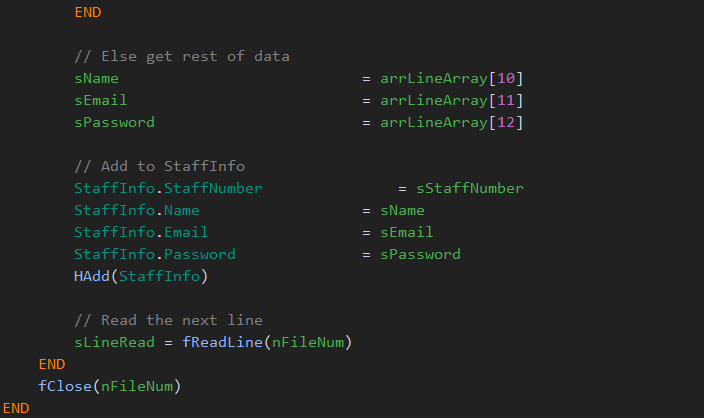 END
// Else get rest of data
sName = arrLineArray[10]
sEmail = arrLineArray[11]
sPassword = arrLineArray[12]
// Add to StaffInfo
StaffInfo.StaffNumber = sStaffNumber
StaffInfo.Name = sName
StaffInfo.Email = sEmail
StaffInfo.Password = sPassword
HAdd(StaffInfo)
// Read the next line
sLineRead = fReadLine(nFileNum)
END
fClose(nFileNum)
END